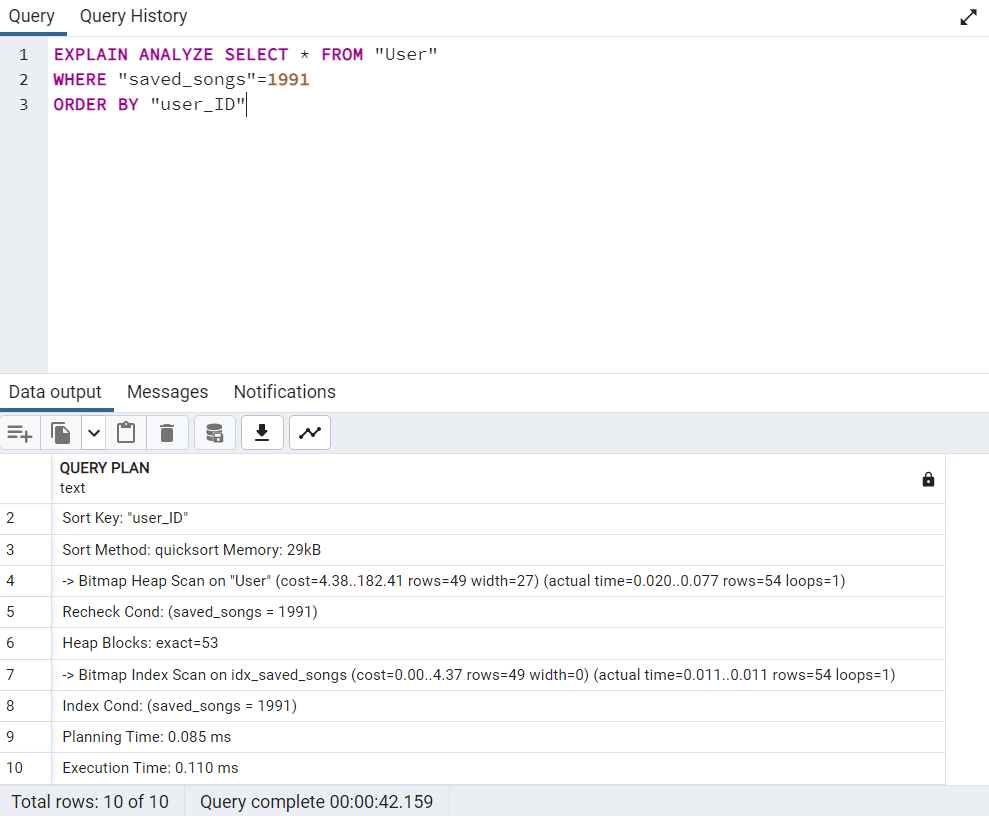 Query Query History
1 EXPLAIN ANALYZE SELECT * FROM "User"
2 WHERE "saved_songs"=1991
3 ORDER BY "user_ID"
Data output Messages Notifications
QUERY PLAN
text
2 Sort Key: "user_ID"
3 Sort Method: quicksort Memory: 29kB
4 -> Bitmap Heap Scan on "User" (cost=4.38..182.41 rows=49 width=27) (actual time=0.020..0.077 rows=54 loops=1)
5 Recheck Cond: (saved_songs = 1991)
6 Heap Blocks: exact=53
7 -> Bitmap Index Scan on idx_saved_songs (cost=0.00..4.37 rows=49 width=0) (actual time=0.011..0.011 rows=54 loops=1)
8 Index Cond: (saved_songs = 1991)
9 Planning Time: 0.085 ms
10 Execution Time: 0.110 ms
Total rows: 10 of 10 Query complete 00:00:42.159